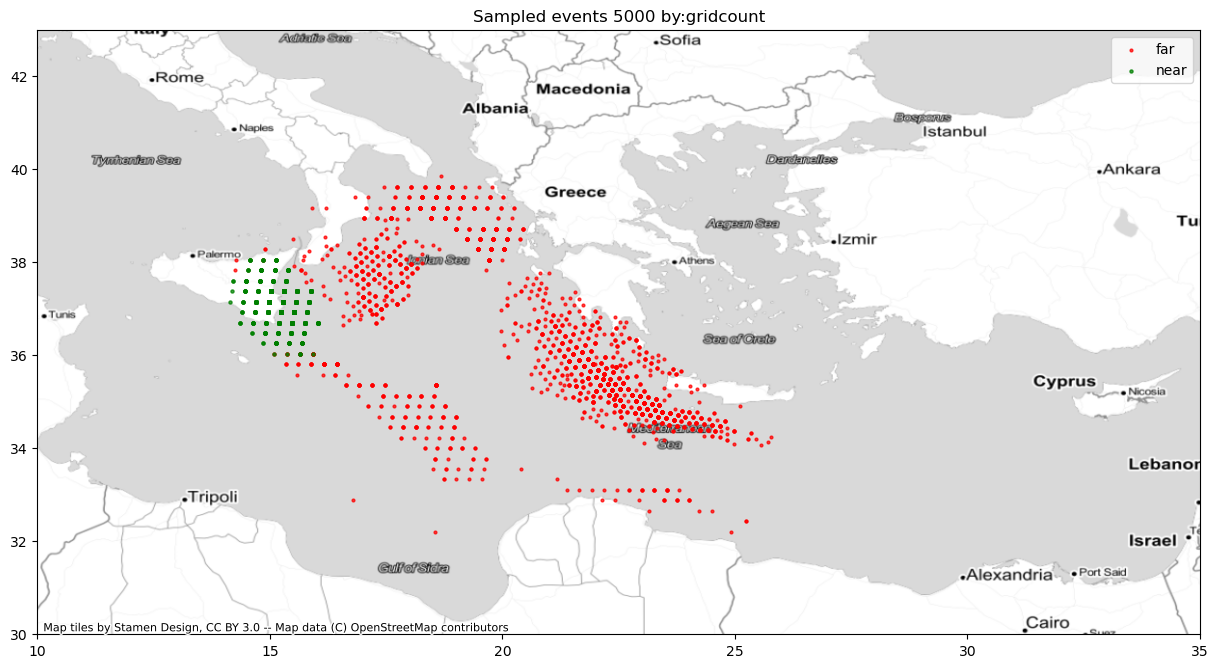 Sampled events 5000 by:gridcount
Italy
Adriatic Sea
Sofia
far
near
Rome
Macedonia
Albania
Naples
Bosporus
Istanbul
Tyrrhenian Sea
Dardanelles
Ankara
Greece
Tu
Aegean Sea
Izmir
Palermo
Ionian Sea
Athens
Tunis
Sea of Crete
Cyprus
Nicosia
Mediterranean
Sea
Lebanon
Tripoli
Israel
Te
Gulf of Sidra
Alexandria
Port Said
Cairo
Suez
Map tiles by Stamen Design, CC BY 3.0 -- Map data (C) OpenStreetMap contributors
42
40
38
36
34
32
30
10
15
20
25
30
35